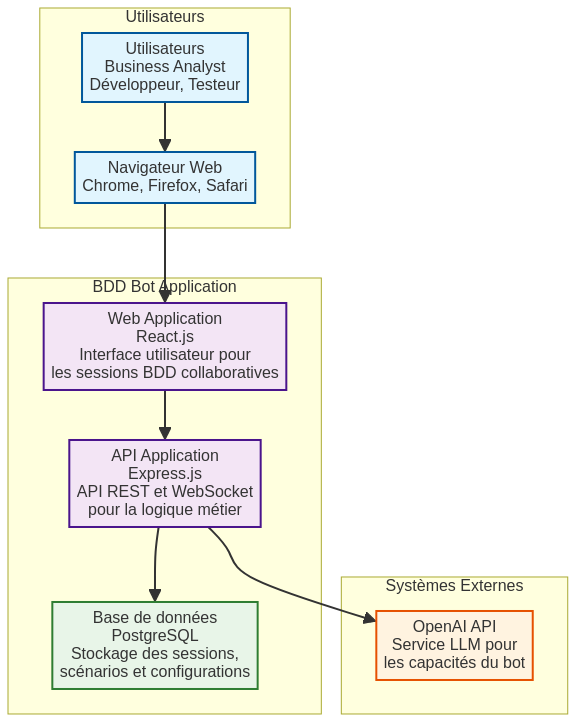 Utilisateurs
Utilisateurs
Business Analyst
Développeur, Testeur
Navigateur Web
Chrome, Firefox, Safari
BDD Bot Application
Web Application
React.js
Interface utilisateur pour
les sessions BDD collaboratives
API Application
Express.js
API REST et WebSocket
pour la logique métier
Base de données
PostgreSQL
Stockage des sessions,
scénarios et configurations
Systèmes Externes
OpenAI API
Service LLM pour
les capacités du bot